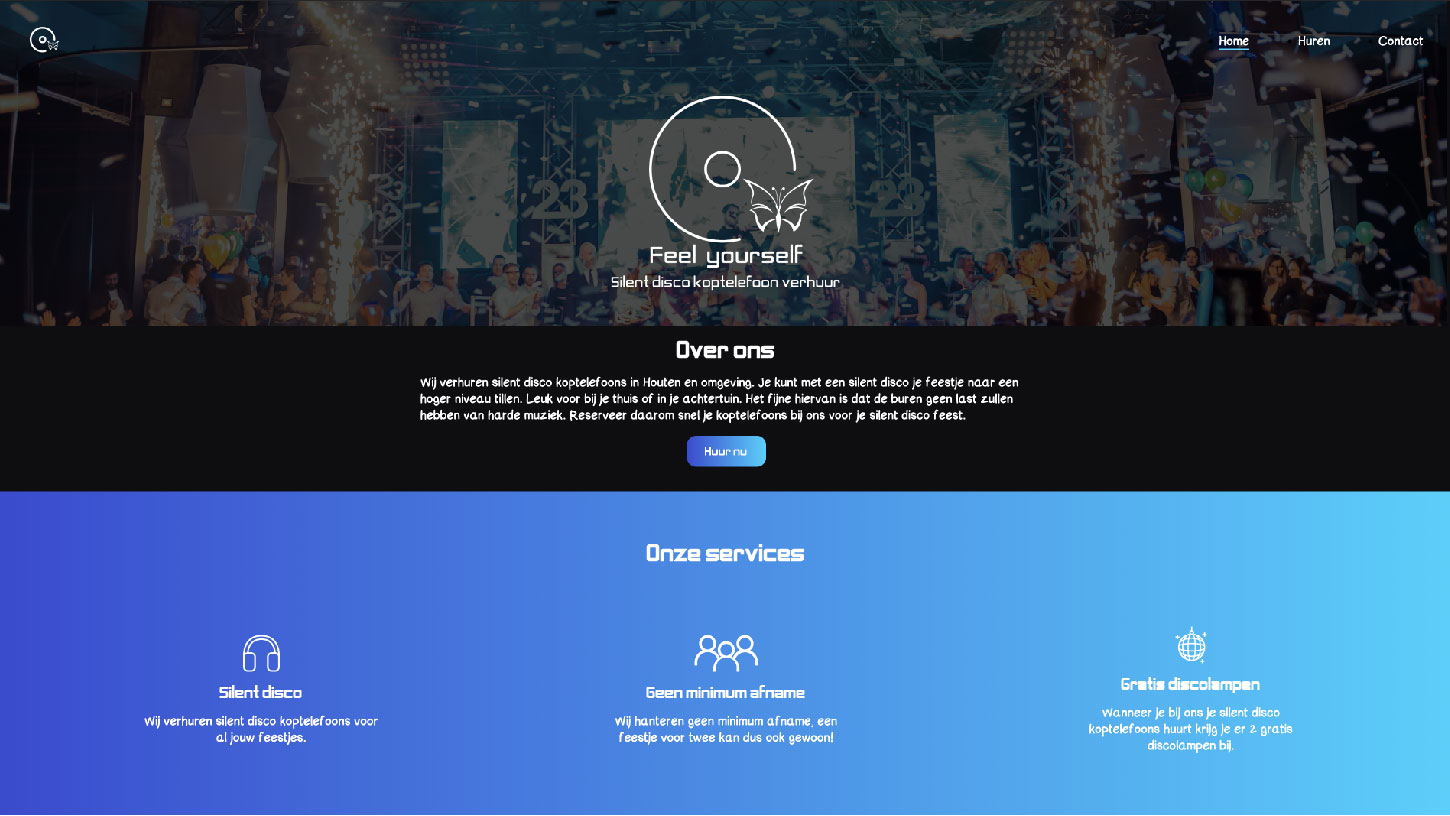 Home
Huren
Contact
23
23
Feel yourself
Silent disco koptelefoon verhuur
Over ons
Wij verhuren silent disco koptelefoons in Houten en omgeving. Je kunt met een silent disco je feestje naar een
hoger niveau tillen. Leuk voor bij je thuis of in je achtertuin. Het fijne hiervan is dat de buren geen last zullen
hebben van harde muziek. Reserveer daarom snel je koptelefoons bij ons voor je silent disco feest.
Huur nu
Onze services
Silent disco
Wij verhuren silent disco koptelefoons voor
al jouw feestjes.
Geen minimum afname
Wij hanteren geen minimum afname, een
feestje voor twee kan dus ook gewoon!
Gratis discolampen
Wanneer je bij ons je silent disco
koptelefoons huurt krijg je er 2 gratis
discolampen bij.